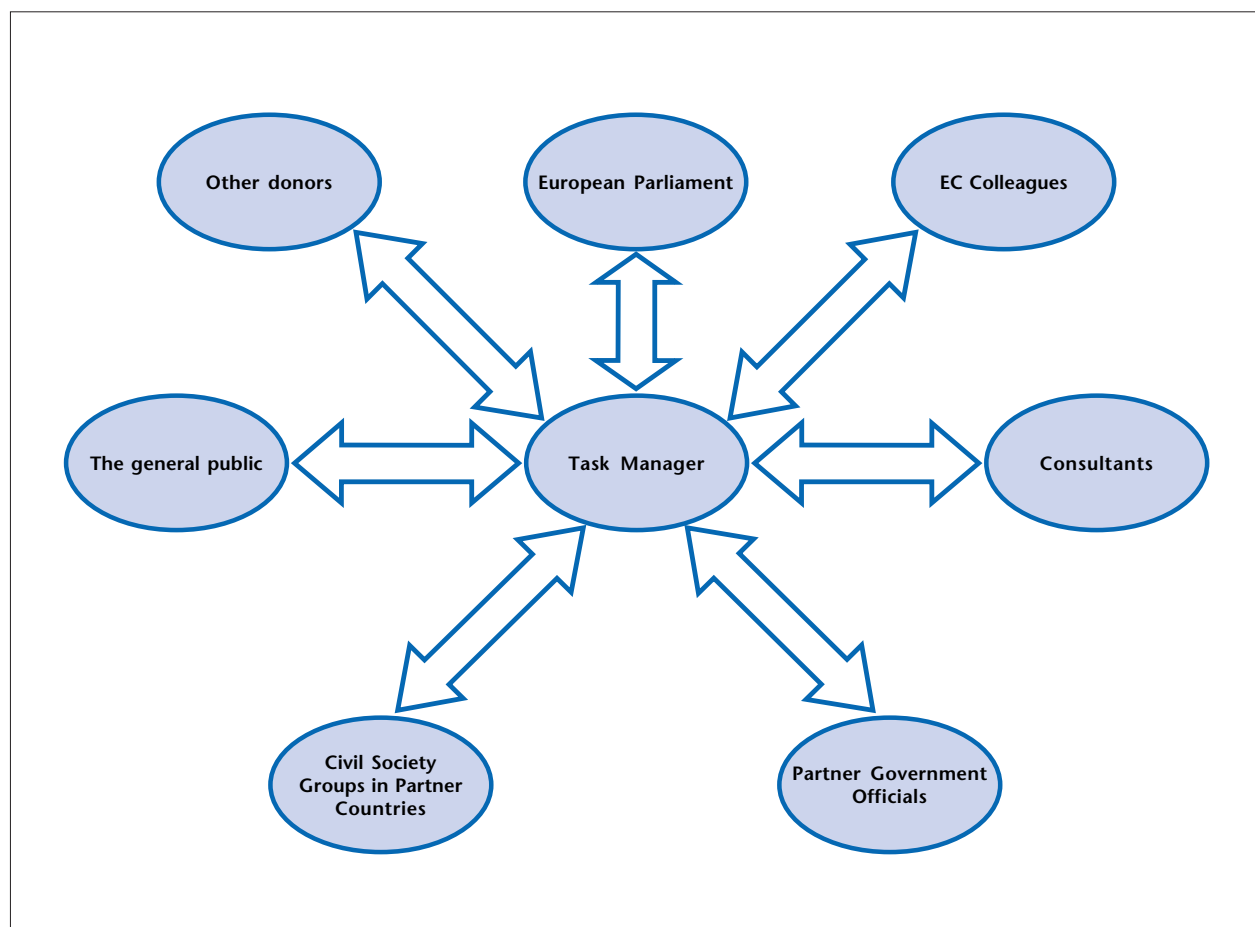 Other donors
European Parliament
EC Colleagues
The general public
Task Manager
Consultants
Civil Society
Groups in Partner
Countries
Partner Government
Officials